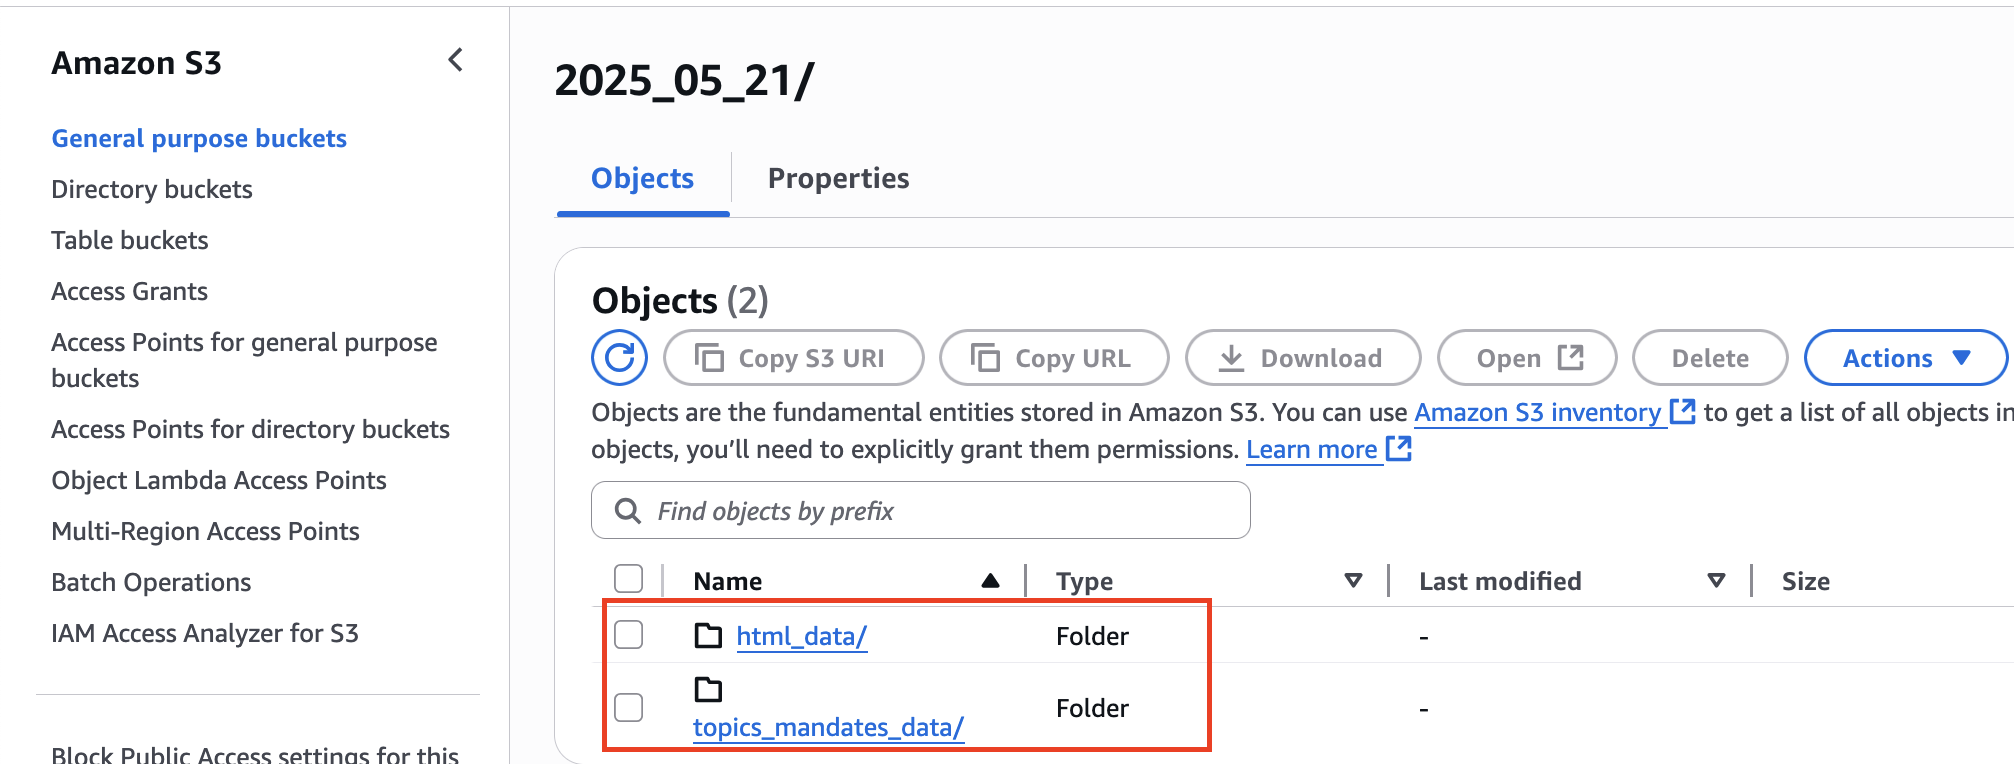 Amazon S3
General purpose buckets
Directory buckets
Table buckets
Access Grants
Access Points for general purpose
buckets
Access Points for directory buckets
Object Lambda Access Points
Multi-Region Access Points
Batch Operations
IAM Access Analyzer for S3
Block Public Access settings for this
2025_05_21/
Objects
Properties
Objects (2)
Copy S3 URI
Copy URL
Download
Open
Delete
Actions
Objects are the fundamental entities stored in Amazon S3. You can use Amazon S3 inventory to get a list of all objects in
objects, you’ll need to explicitly grant them permissions. Learn more
Find objects by prefix
Name Type Last modified Size
html_data/ Folder -
topics_mandates_data/ Folder -